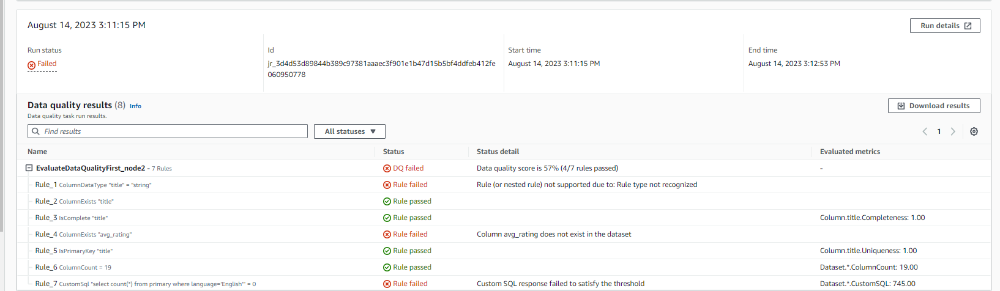 August 14, 2023 3:11:15 PM
Run details
Run status
Id
Start time
End time
Failed
jr_3d4d53d89844b389c97381aaaec3f901e1b47d15b5bf4ddfeb412fe
060950778
August 14, 2023 3:11:15 PM
August 14, 2023 3:12:53 PM
Data quality results (8) Info
Download results
Data quality task run results.
Find results
All statuses
1
Name Status Status detail Evaluated metrics
EvaluateDataQualityFirst_node2 - 7 Rules DQ failed Data quality score is 57% (4/7 rules passed) -
Rule_1 ColumnDataType "title" = "string" Rule failed Rule (or nested rule) not supported due to: Rule type not recognized
Rule_2 ColumnExists "title" Rule passed
Rule_3 IsComplete "title" Rule passed Column.title.Completeness: 1.00
Rule_4 ColumnExists "avg_rating" Rule failed Column avg_rating does not exist in the dataset
Rule_5 IsPrimaryKey "title" Rule passed Column.title.Uniqueness: 1.00
Rule_6 ColumnCount = 19 Rule passed Dataset.*.ColumnCount: 19.00
Rule_7 CustomSql "select count(*) from primary where language='English'" = 0 Rule failed Custom SQL response failed to satisfy the threshold Dataset.*.CustomSQL: 745.00